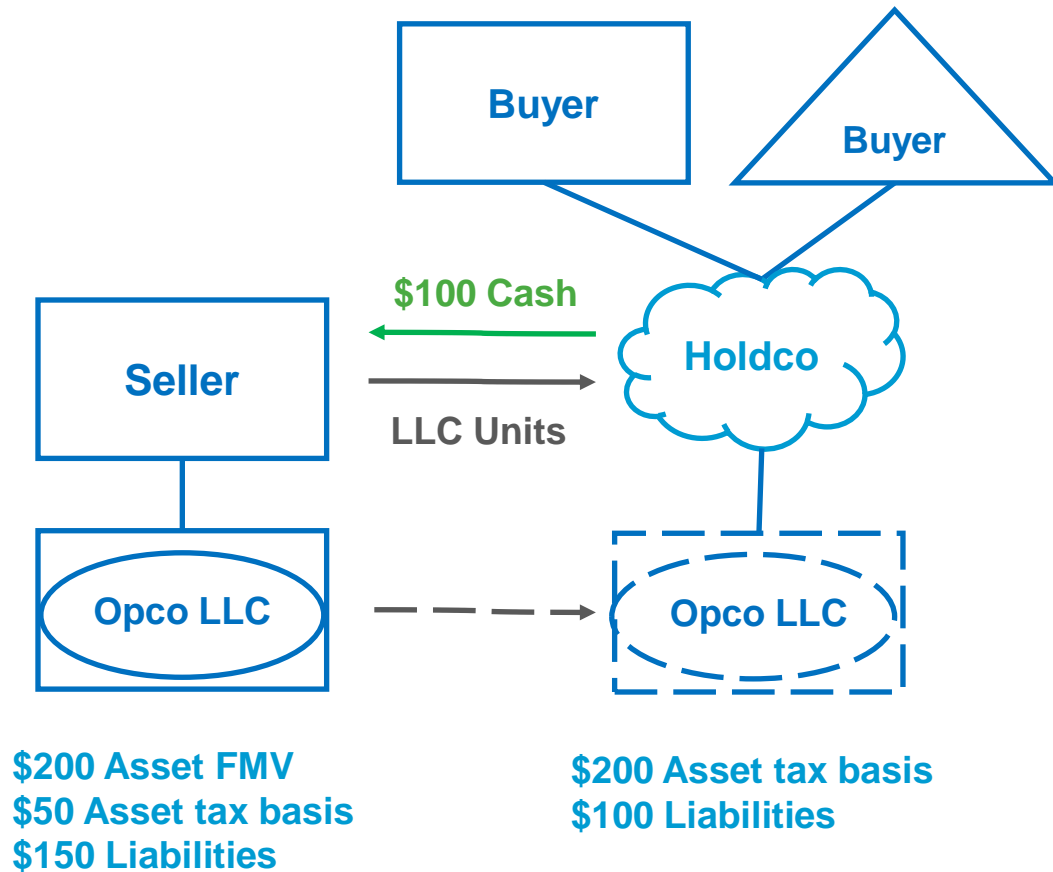 Buyer
Buyer
$100 Cash
Holdco
Seller
LLC Units
Opco LLC
Opco LLC
$200 Asset FMV
$50 Asset tax basis
$150 Liabilities
$200 Asset tax basis
$100 Liabilities